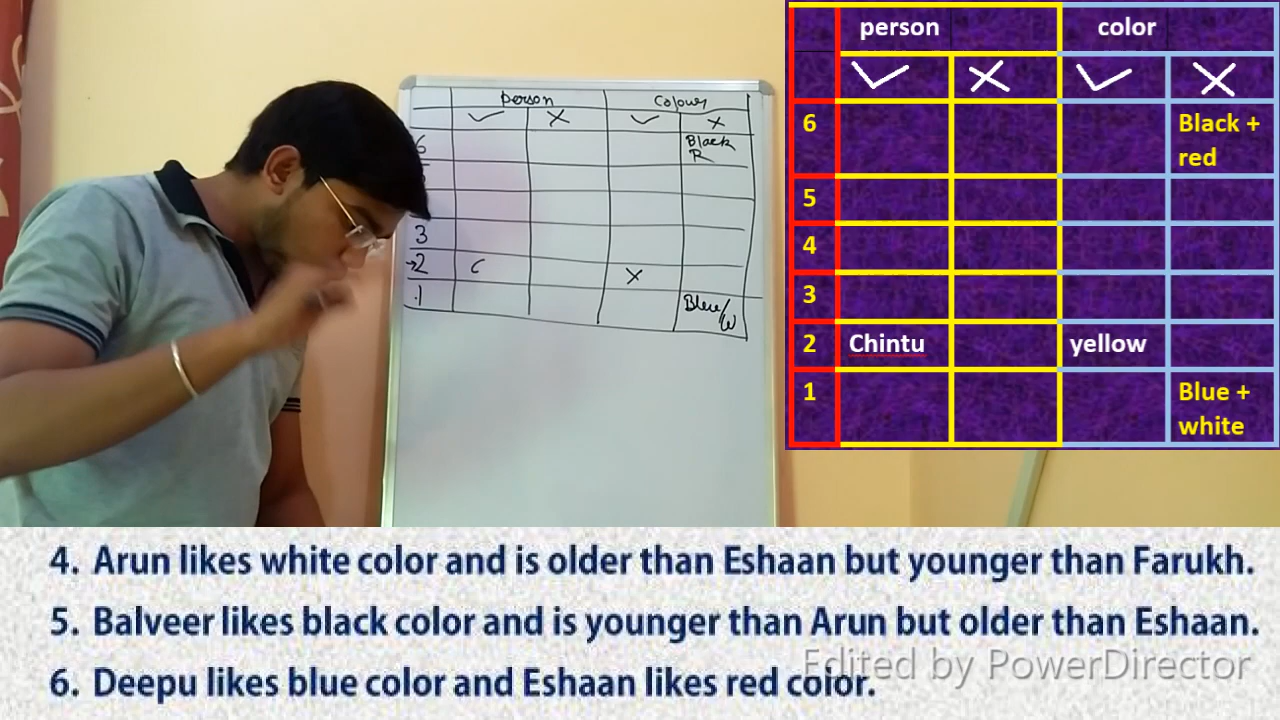 person color
6 Black +
red
5
4
3
2 Chintu yellow
1 Blue +
white
Person Colour
6 Black
R
3
2 C
1 Blue/
W
4. Arun likes white color and is older than Eshaan but younger than Farukh.
5. Balveer likes black color and is younger than Arun but older than Eshaan.
6. Deepu likes blue color and Eshaan likes red color.
Edited by PowerDirector